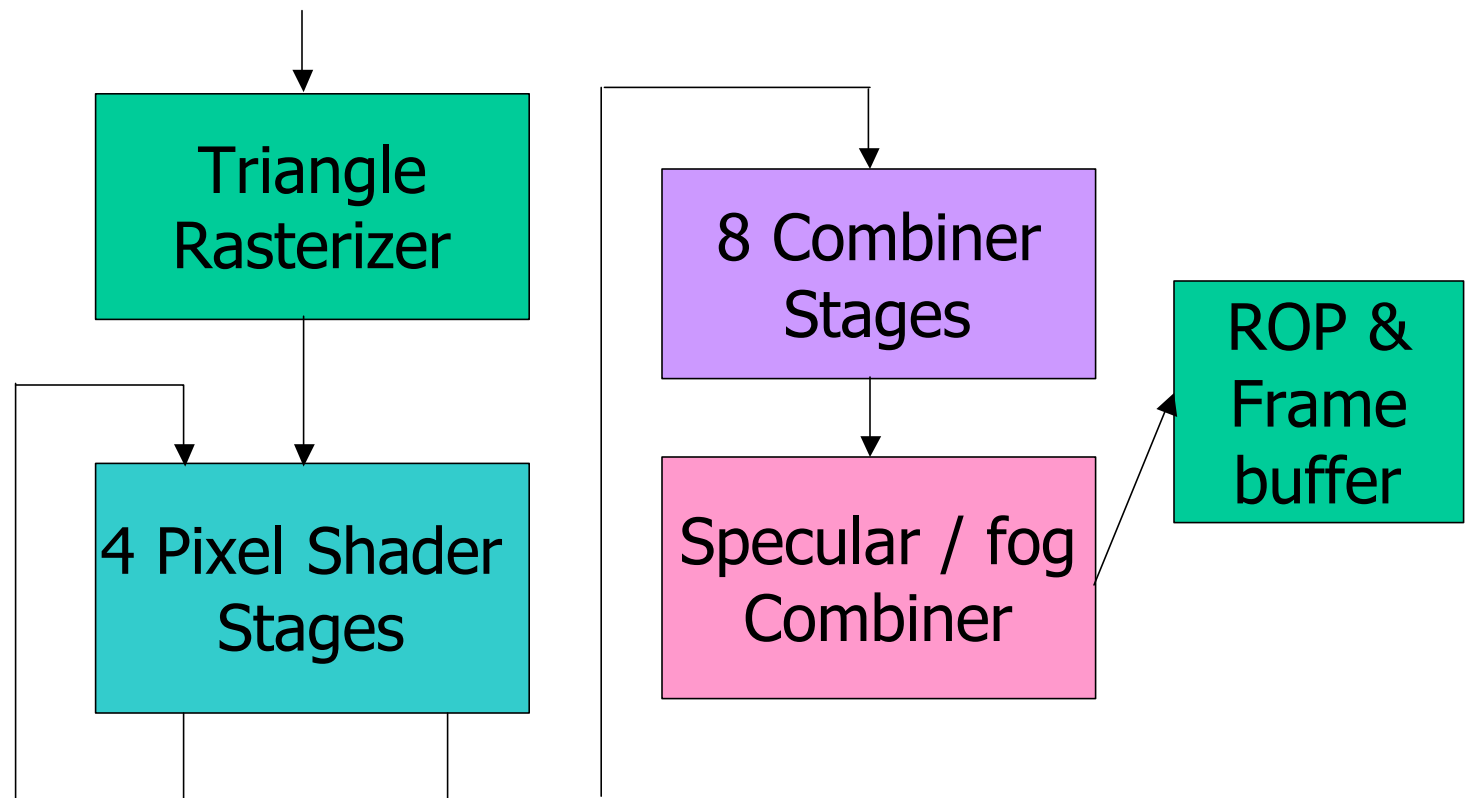 Triangle
Rasterizer
4 Pixel Shader
Stages
8 Combiner
Stages
Specular / fog
Combiner
ROP &
Frame
buffer